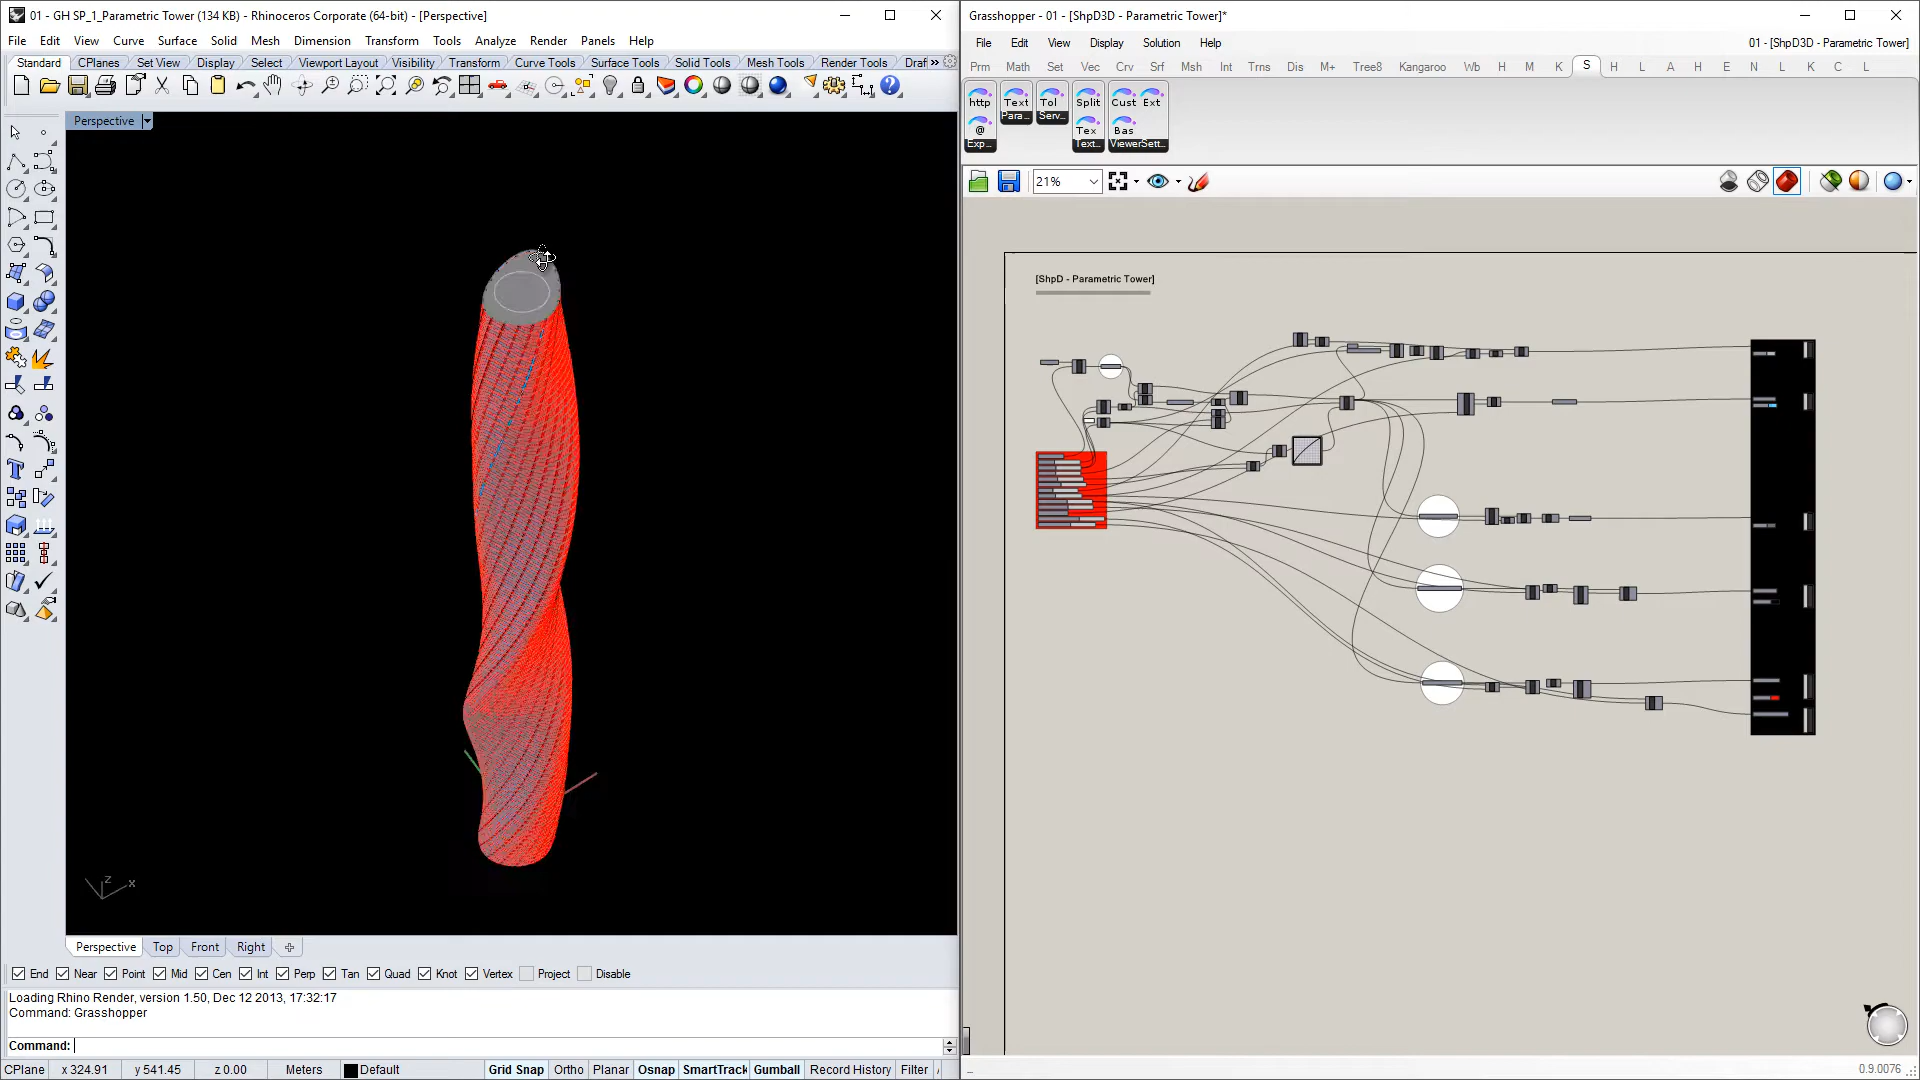 01 - GH SP_1_Parametric Tower (134 KB) - Rhinoceros Corporate (64-bit) - [Perspective]
File Edit View Curve Surface Solid Mesh Dimension Transform Tools Analyze Render Panels Help
Standard CPlanes Set View Display Select Viewport Layout Visibility Transform Curve Tools Surface Tools Solid Tools Mesh Tools Render Tools Draf »
Perspective
z
x
Perspective Top Front Right
End Near Point Mid Cen Int Perp Tan Quad Knot Vertex Project Disable
Loading Rhino Render, version 1.50, Dec 12 2013, 17:32:17
Command: Grasshopper
Command:
CPlane x 324.91 y 541.45 z 0.00 Meters Default Grid Snap Ortho Planar Osnap SmartTrack Gumball Record History Filter
Grasshopper - 01 - [ShpD3D - Parametric Tower]*
File Edit View Display Solution Help
01 - [ShpD3D - Parametric Tower]
Prm Math Set Vec Crv Srf Msh Int Trns Dis M+ Tree8 Kangaroo Wb H M K S H L A H E N L K C L
http Text Tol Split Cust Ext
Para... Serv...
@ Tex Bas
Exp... Text... ViewerSett...
21%
[ShpD - Parametric Tower]
0.9.0076